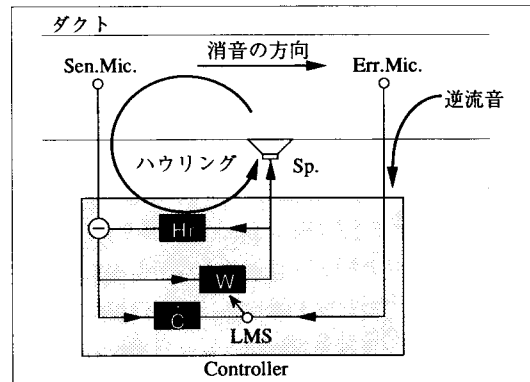 ダクト
消音の方向
Sen.Mic.
Err.Mic.
逆流音
ハウリング
Sp.
Hr
W
C
LMS
Controller